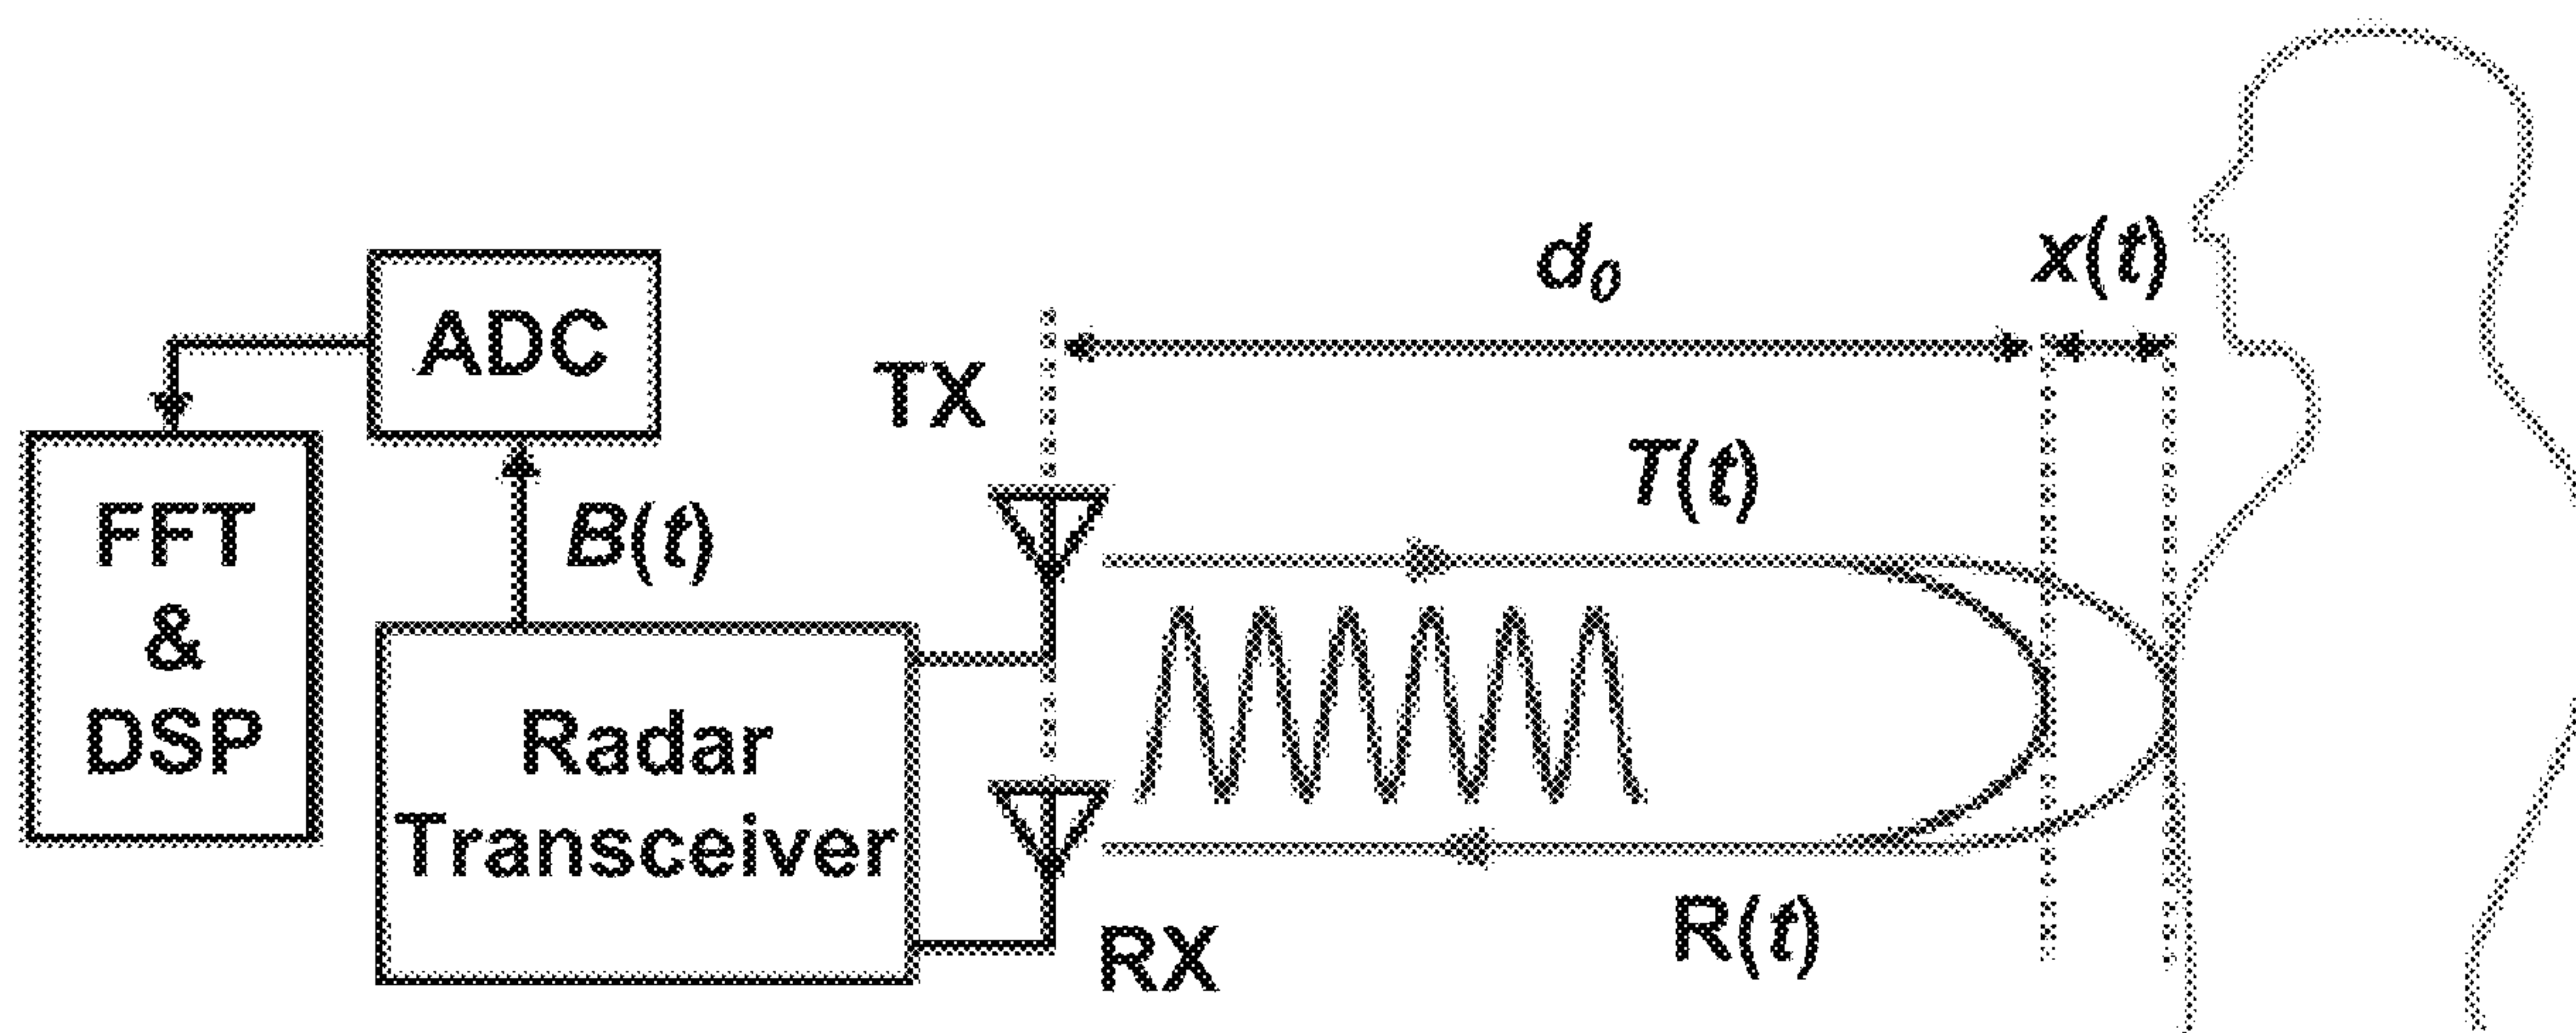 ADC
FFT
&
DSP
B(t)
Radar
Transceiver
TX
RX
d0
x(t)
T(t)
R(t)